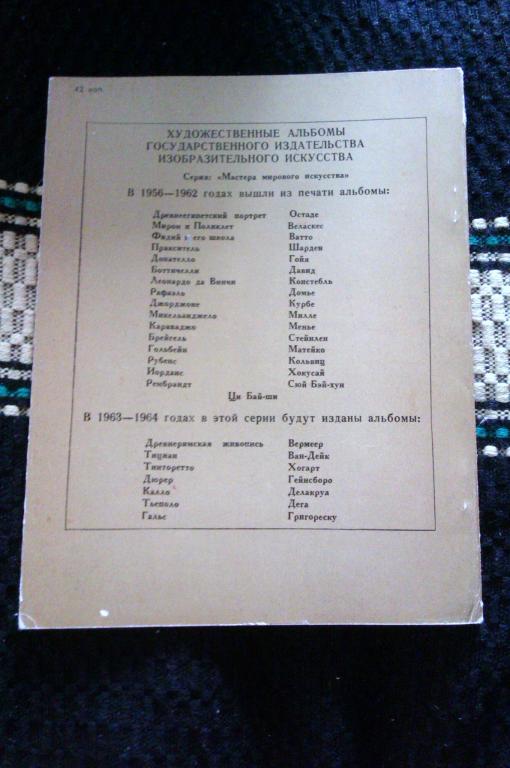 42 коп.
ХУДОЖЕСТВЕННЫЕ АЛЬБОМЫ
ГОСУДАРСТВЕННОГО ИЗДАТЕЛЬСТВА
ИЗОБРАЗИТЕЛЬНОГО ИСКУССТВА
Серия: «Мастера мирового искусства»
В 1956—1962 годах вышли из печати альбомы:
Древнеегипетский портрет Остаде
Мирон и Поликлет Веласкес
Фидий и его школа Ватто
Пракситель Шарден
Донателло Гойя
Боттичелли Давид
Леонардо да Винчи Констебль
Рафаэль Домье
Джорджоне Курбе
Микельанджело Милле
Караваджо Менье
Брейгель Стейнлен
Гольбейн Матейко
Рубенс Кольвиц
Иорданс Хокусай
Рембрандт Сюй Бэй-хун
Ци Бай-ши
В 1963—1964 годах в этой серии будут изданы альбомы:
Древнеримская живопись Вермеер
Тициан Ван-Дейк
Тинторетто Хогарт
Дюрер Гейнсборо
Калло Делакруа
Тьеполо Дега
Гальс Григореску